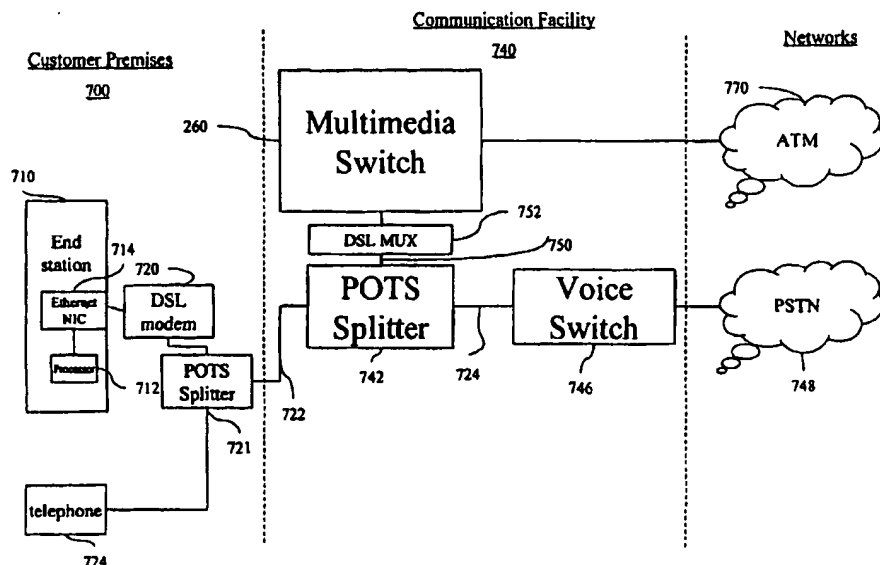 Customer Premises
700
Communication Facility
740
Networks
260
Multimedia
Switch
770
ATM
710
End
station
714
Ethernet
NIC
720
DSL
modem
752
DSL MUX
750
POTS
Splitter
742
724
Voice
Switch
746
PSTN
748
Processor
712
POTS
Splitter
721
722
telephone
724